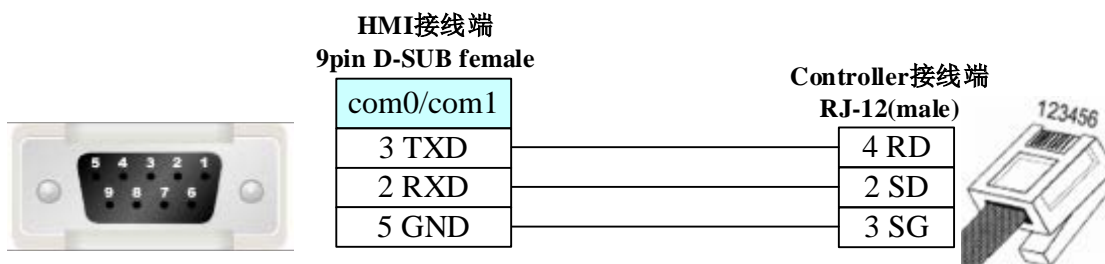 HMI接线端
9pin D-SUB female
com0/com1
3 TXD
2 RXD
5 GND
Controller接线端
RJ-12(male)
4 RD
2 SD
3 SG
123456
5 4 3 2 1
9 8 7 6